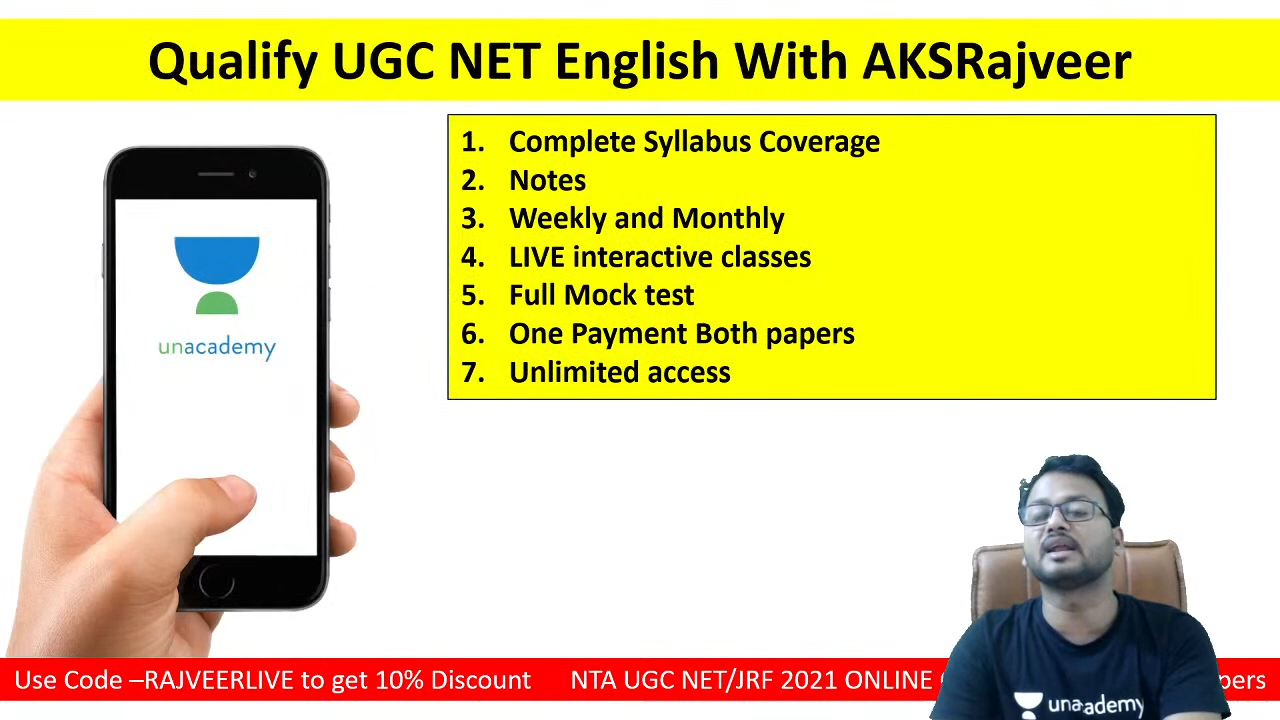 Qualify UGC NET English With AKSRajveer
1. Complete Syllabus Coverage
2. Notes
3. Weekly and Monthly
4. LIVE interactive classes
5. Full Mock test
6. One Payment Both papers
7. Unlimited access
unacademy
unacademy
Use Code –RAJVEERLIVE to get 10% Discount NTA UGC NET/JRF 2021 ONLINE